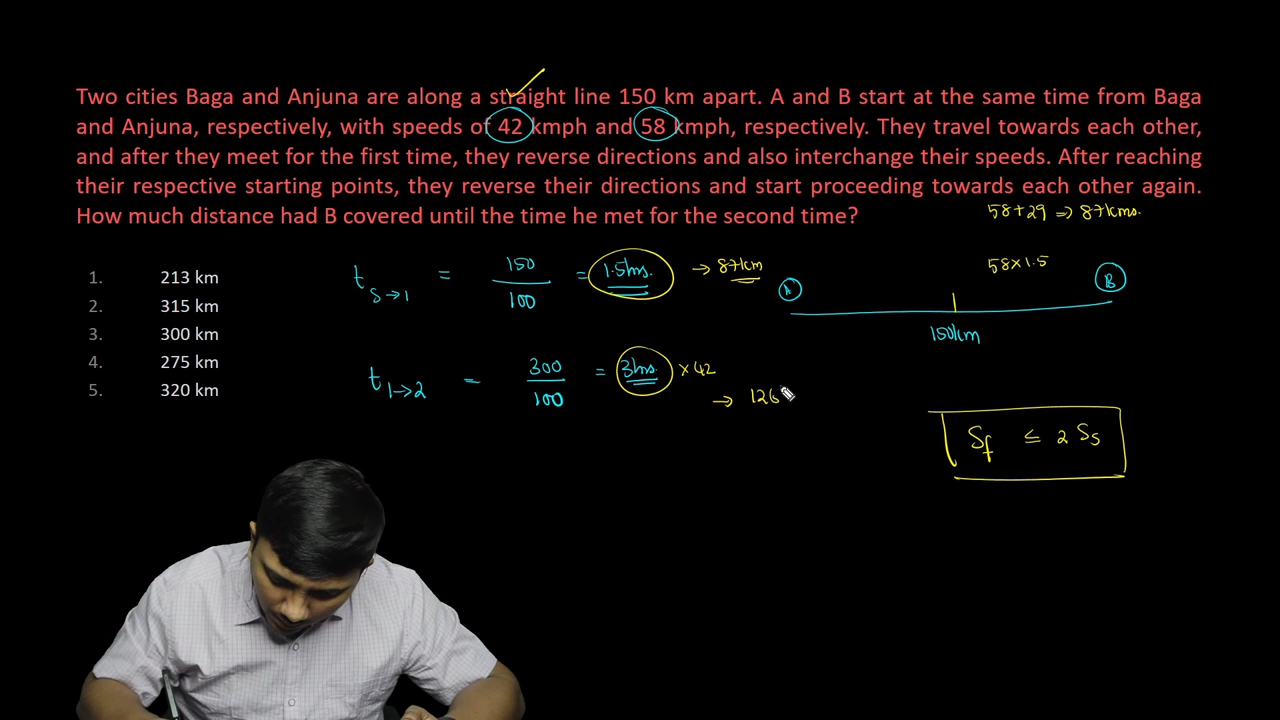 Two cities Baga and Anjuna are along a straight line 150 km apart. A and B start at the same time from Baga
and Anjuna, respectively, with speeds of 42 kmph and 58 kmph, respectively. They travel towards each other,
and after they meet for the first time, they reverse directions and also interchange their speeds. After reaching
their respective starting points, they reverse their directions and start proceeding towards each other again.
How much distance had B covered until the time he met for the second time?
58+29 ⇒ 87kms.
1. 213 km
2. 315 km
3. 300 km
4. 275 km
5. 320 km
t S→1 = 150/100 = 1.5hrs. → 87km
58×1.5
A B
150km
t 1→2 = 300/100 = 3hrs. ×42
→ 126
Sf ≤ 2 Ss